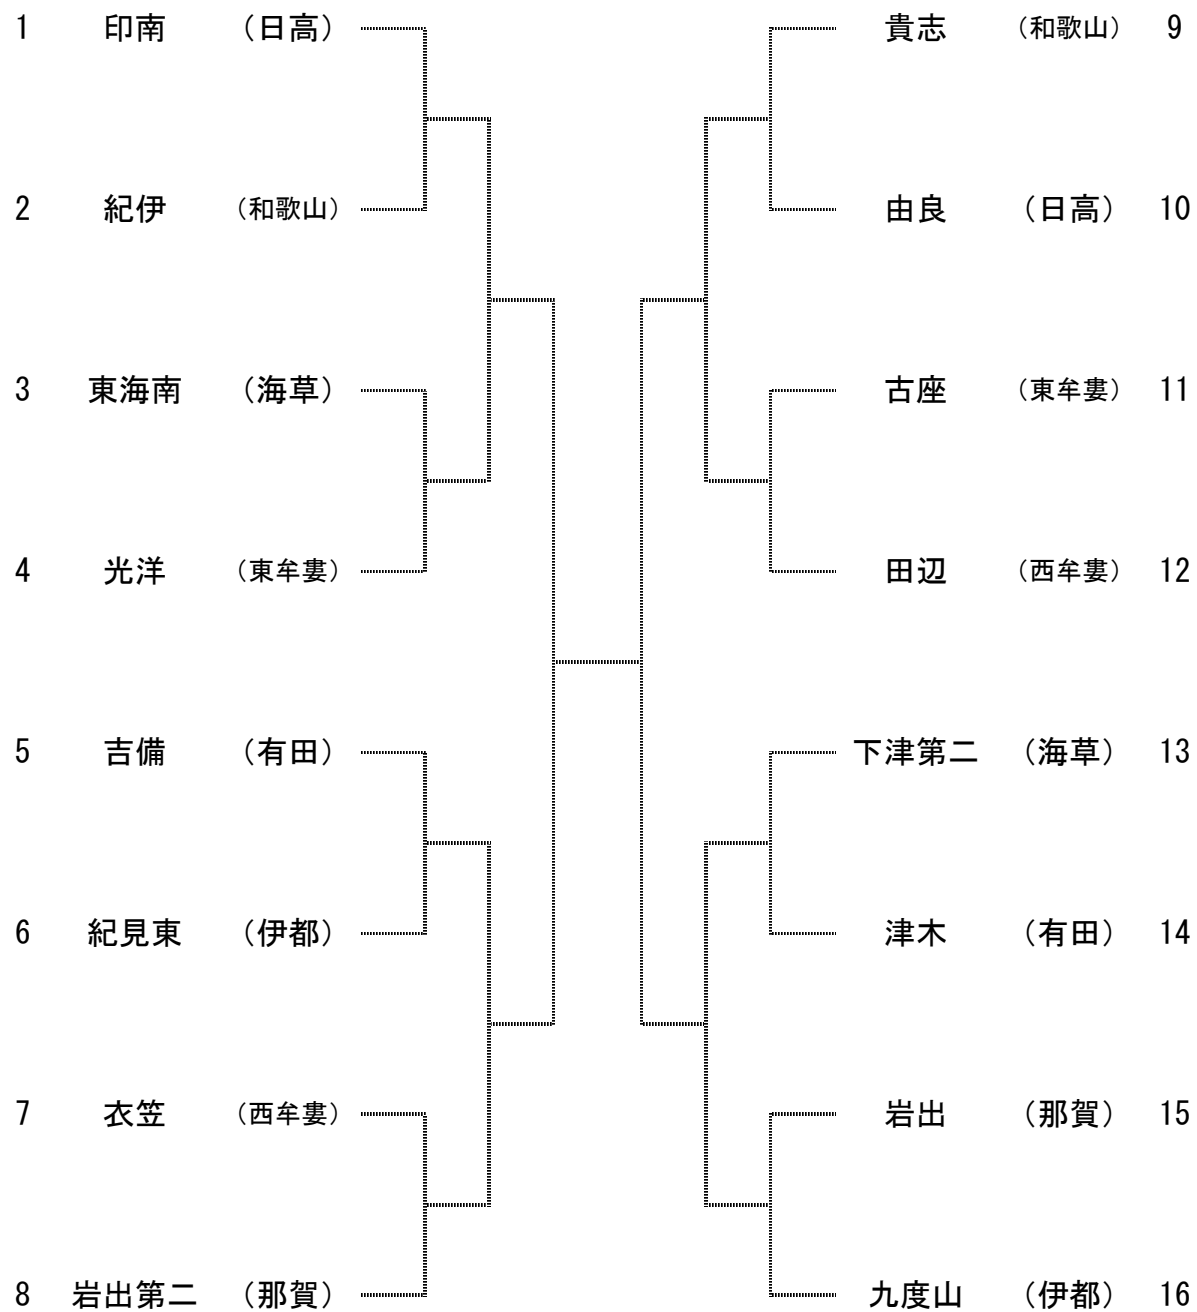 1 印南 （日高）
2 紀伊 （和歌山）
3 東海南 （海草）
4 光洋 （東牟婁）
5 吉備 （有田）
6 紀見東 （伊都）
7 衣笠 （西牟婁）
8 岩出第二 （那賀）
貴志 （和歌山） 9
由良 （日高） 10
古座 （東牟婁） 11
田辺 （西牟婁） 12
下津第二 （海草） 13
津木 （有田） 14
岩出 （那賀） 15
九度山 （伊都） 16